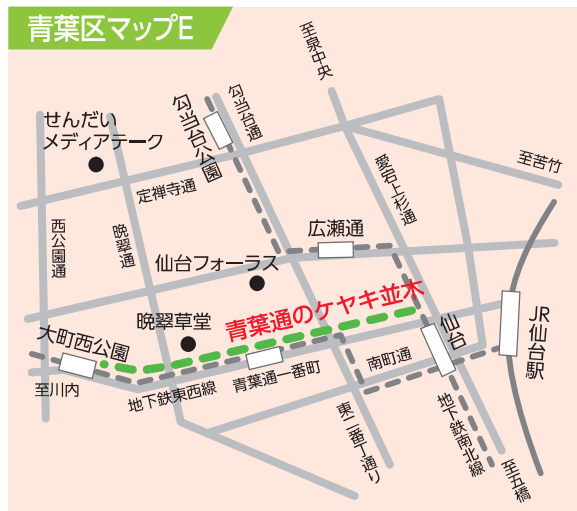 青葉区マップE
至泉中央
勾当台公園
勾当台通
せんだい
メディアテーク
定禅寺通
愛宕上杉通
至苦竹
西公園通
晩翠通
広瀬通
仙台フォーラス
青葉通のケヤキ並木
晩翠草堂
大町西公園
仙台
JR
仙台駅
至川内
地下鉄東西線
青葉通一番町
南町通
東二番丁通り
地下鉄南北線
至五橋